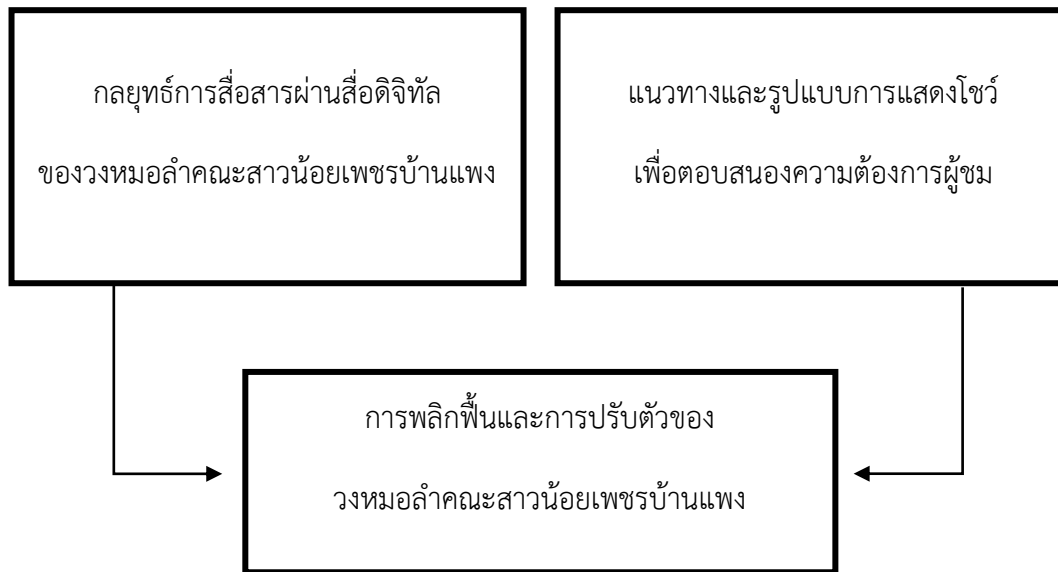 กลยุทธ์การสื่อสารผ่านสื่อดิจิทัล
ของวงหมอลำคณะสาวน้อยเพชรบ้านแพง
แนวทางและรูปแบบการแสดงโชว์
เพื่อตอบสนองความต้องการผู้ชม
การพลิกฟื้นและการปรับตัวของ
วงหมอลำคณะสาวน้อยเพชรบ้านแพง